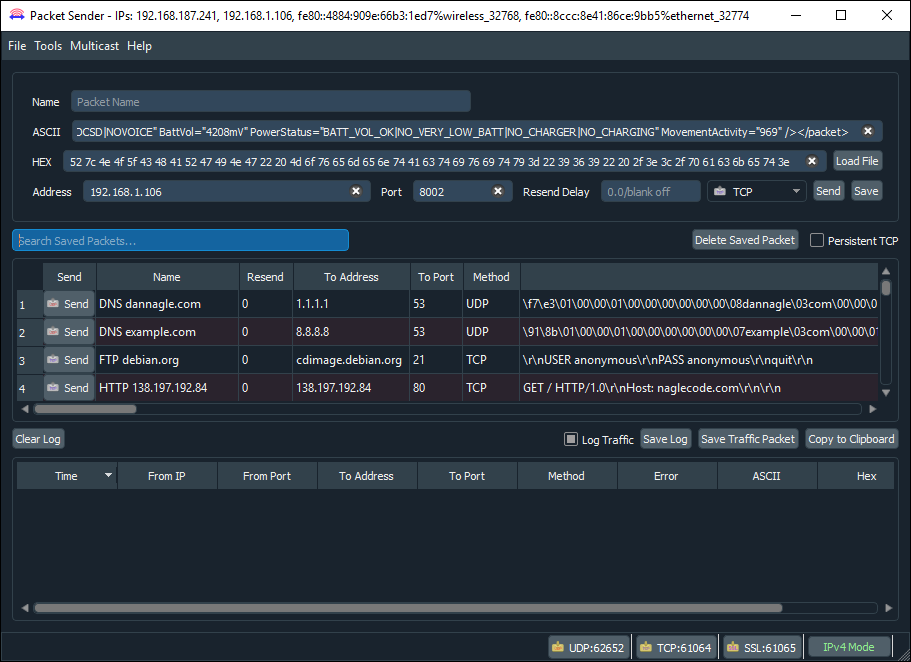 Packet Sender - IPs: 192.168.187.241, 192.168.1.106, fe80::4884:909e:66b3:1ed7%wireless_32768, fe80::8ccc:8e41:86ce:9bb5%ethernet_32774
File Tools Multicast Help
Name Packet Name
ASCII OCSD|NOVOICE" BattVol="4208mV" PowerStatus="BATT_VOL_OK|NO_VERY_LOW_BATT|NO_CHARGER|NO_CHARGING" MovementActivity="969" /></packet>
HEX 52 7c 4e 4f 5f 43 48 41 52 47 49 4e 47 22 20 4d 6f 76 65 6d 65 6e 74 41 63 74 69 76 69 74 79 3d 22 39 36 39 22 20 2f 3e 3c 2f 70 61 63 6b 65 74 3e Load File
Address 192.168.1.106 Port 8002 Resend Delay 0.0/blank off TCP Send Save
Search Saved Packets... Delete Saved Packet Persistent TCP
Send Name Resend To Address To Port Method
1 Send DNS dannagle.com 0 1.1.1.1 53 UDP \f7\e3\01\00\00\01\00\00\00\00\00\00\08dannagle\03com\00\00\0
2 Send DNS example.com 0 8.8.8.8 53 UDP \91\8b\01\00\00\01\00\00\00\00\00\00\07example\03com\00\00\01
3 Send FTP debian.org 0 cdimage.debian.org 21 TCP \r\nUSER anonymous\r\nPASS anonymous\r\nquit\r\n
4 Send HTTP 138.197.192.84 0 138.197.192.84 80 TCP GET / HTTP/1.0\r\nHost: naglecode.com\r\n\r\n
Clear Log Log Traffic Save Log Save Traffic Packet Copy to Clipboard
Time From IP From Port To Address To Port Method Error ASCII Hex
UDP:62652 TCP:61064 SSL:61065 IPv4 Mode